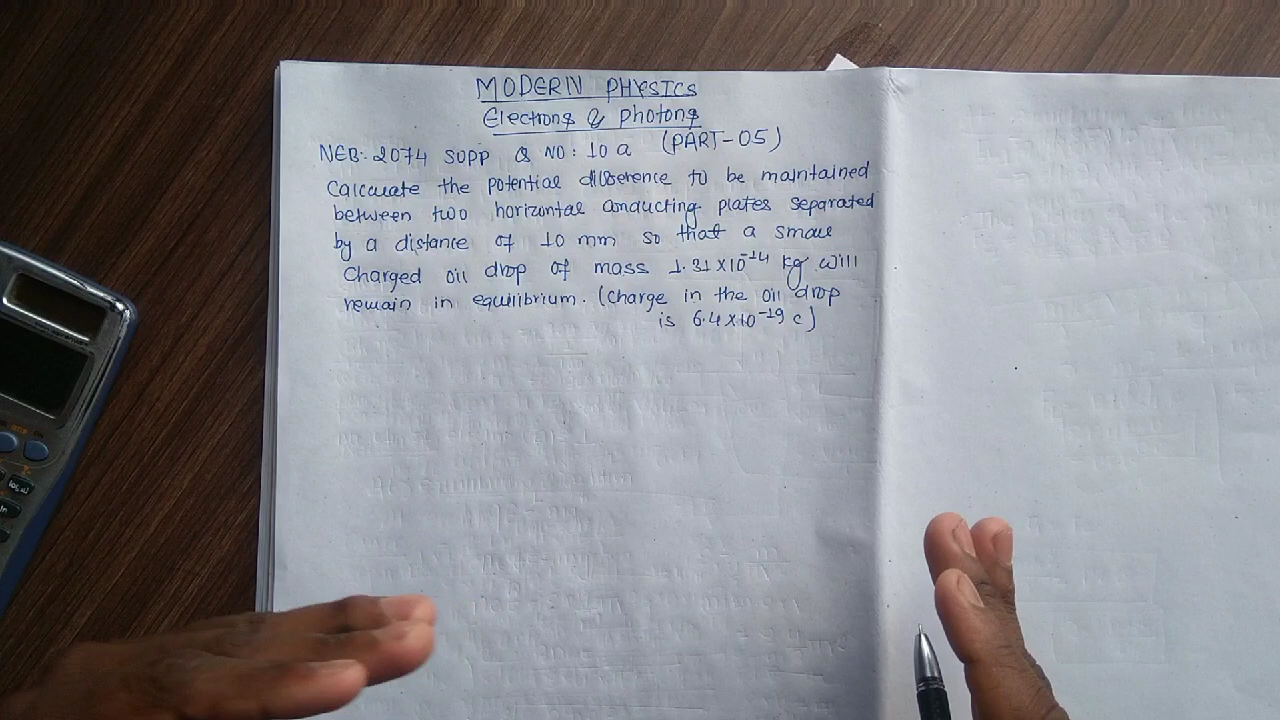 MODERN PHYSICS
Electrons & Photons
(PART-05)
NEB: 2074 SUPP Q NO: 10 a
Calculate the potential difference to be maintained
between two horizontal conducting plates separated
by a distance of 10 mm so that a small
Charged oil drop of mass 1.31×10⁻¹⁴ kg will
remain in equilibrium. (charge in the oil drop
is 6.4×10⁻¹⁹ c)